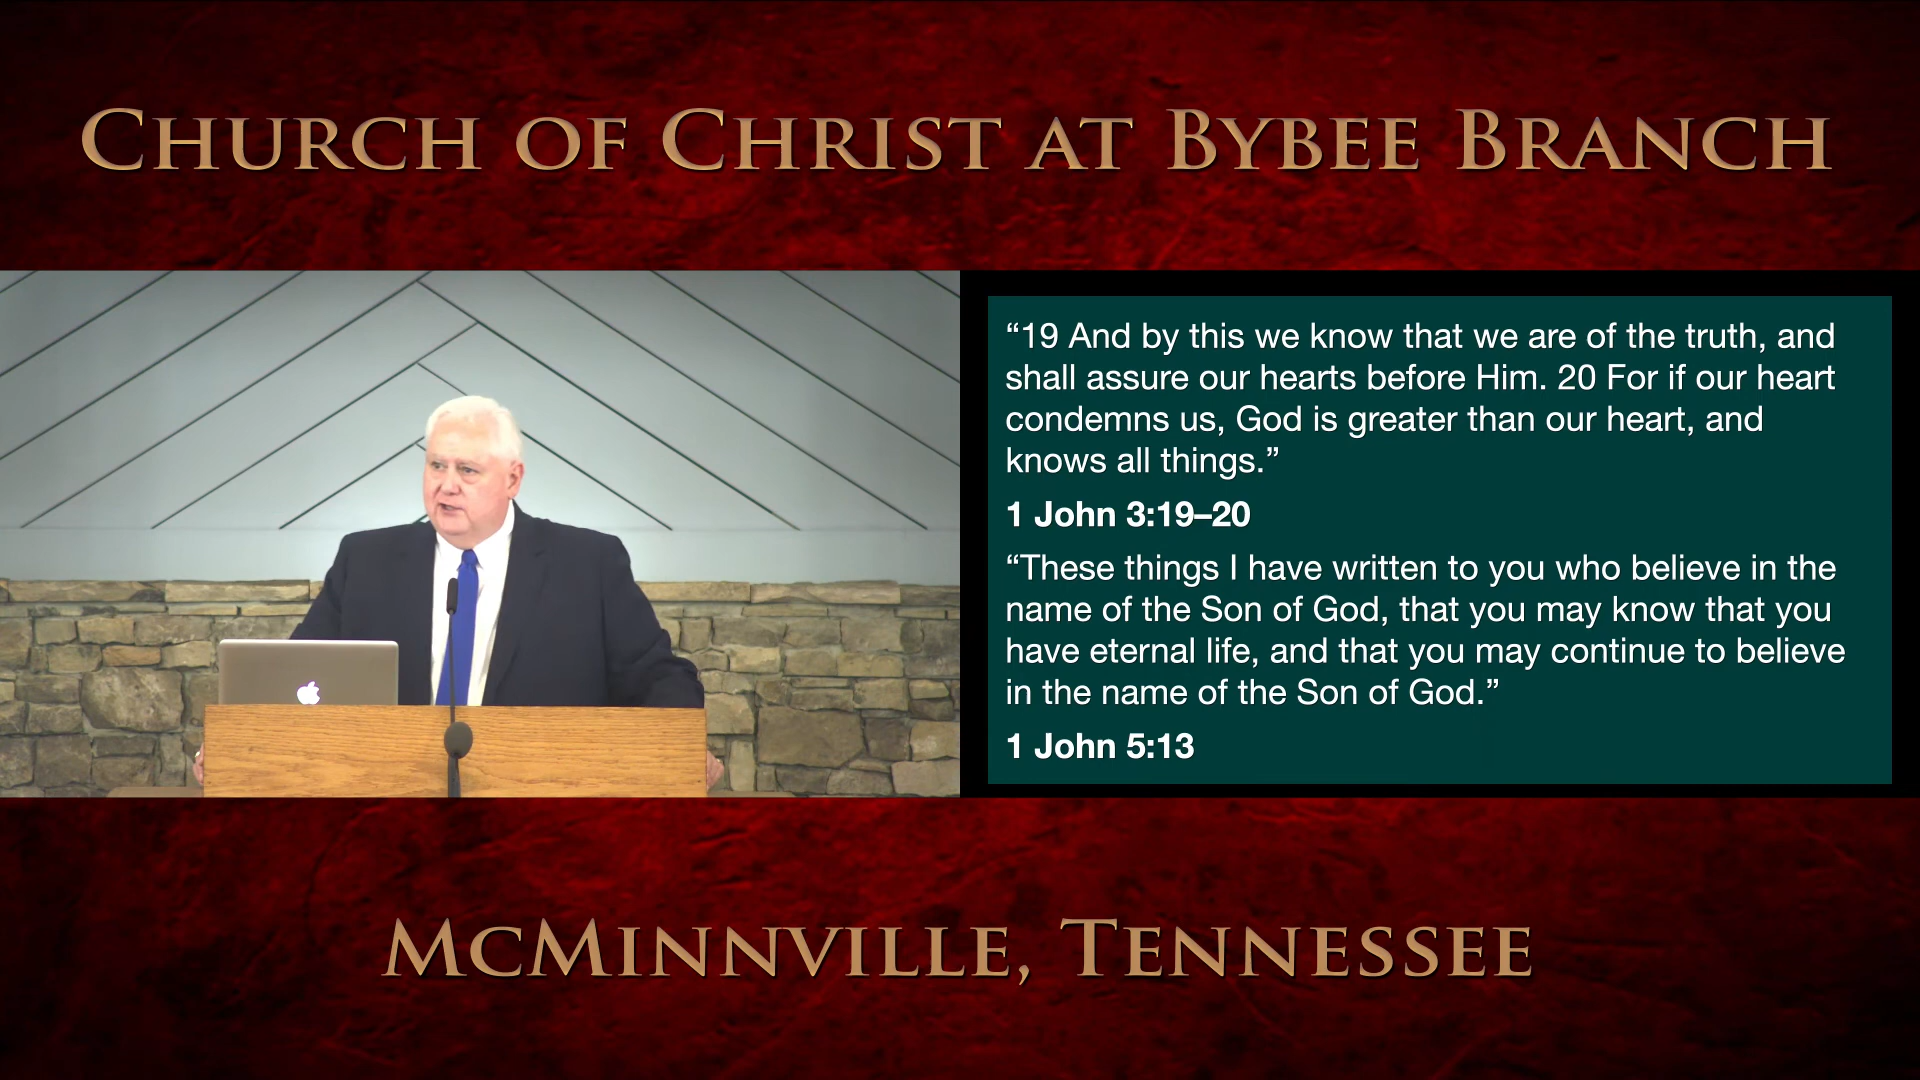 Church of Christ at Bybee Branch
“19 And by this we know that we are of the truth, and
shall assure our hearts before Him. 20 For if our heart
condemns us, God is greater than our heart, and
knows all things.”
1 John 3:19–20
“These things I have written to you who believe in the
name of the Son of God, that you may know that you
have eternal life, and that you may continue to believe
in the name of the Son of God.”
1 John 5:13
McMinnville, Tennessee